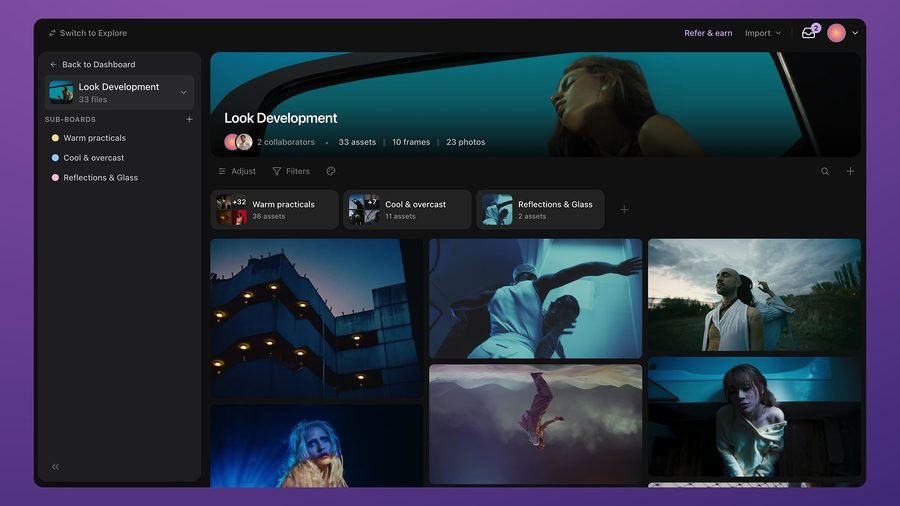 Switch to Explore
Refer & earn
Import
2
Back to Dashboard
Look Development
33 files
SUB-BOARDS
Warm practicals
Cool & overcast
Reflections & Glass
Look Development
2 collaborators • 33 assets | 10 frames | 23 photos
Adjust
Filters
+32
Warm practicals
36 assets
+7
Cool & overcast
11 assets
Reflections & Glass
2 assets